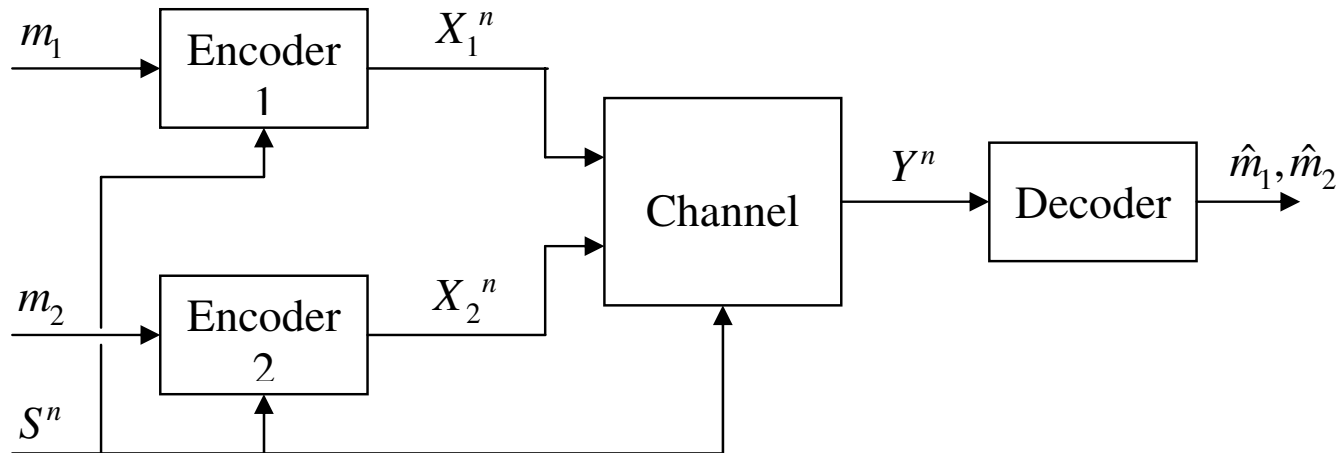 m₁
Encoder
1
X₁ⁿ
m₂
Encoder
2
X₂ⁿ
Sⁿ
Channel
Yⁿ
Decoder
m̂₁, m̂₂